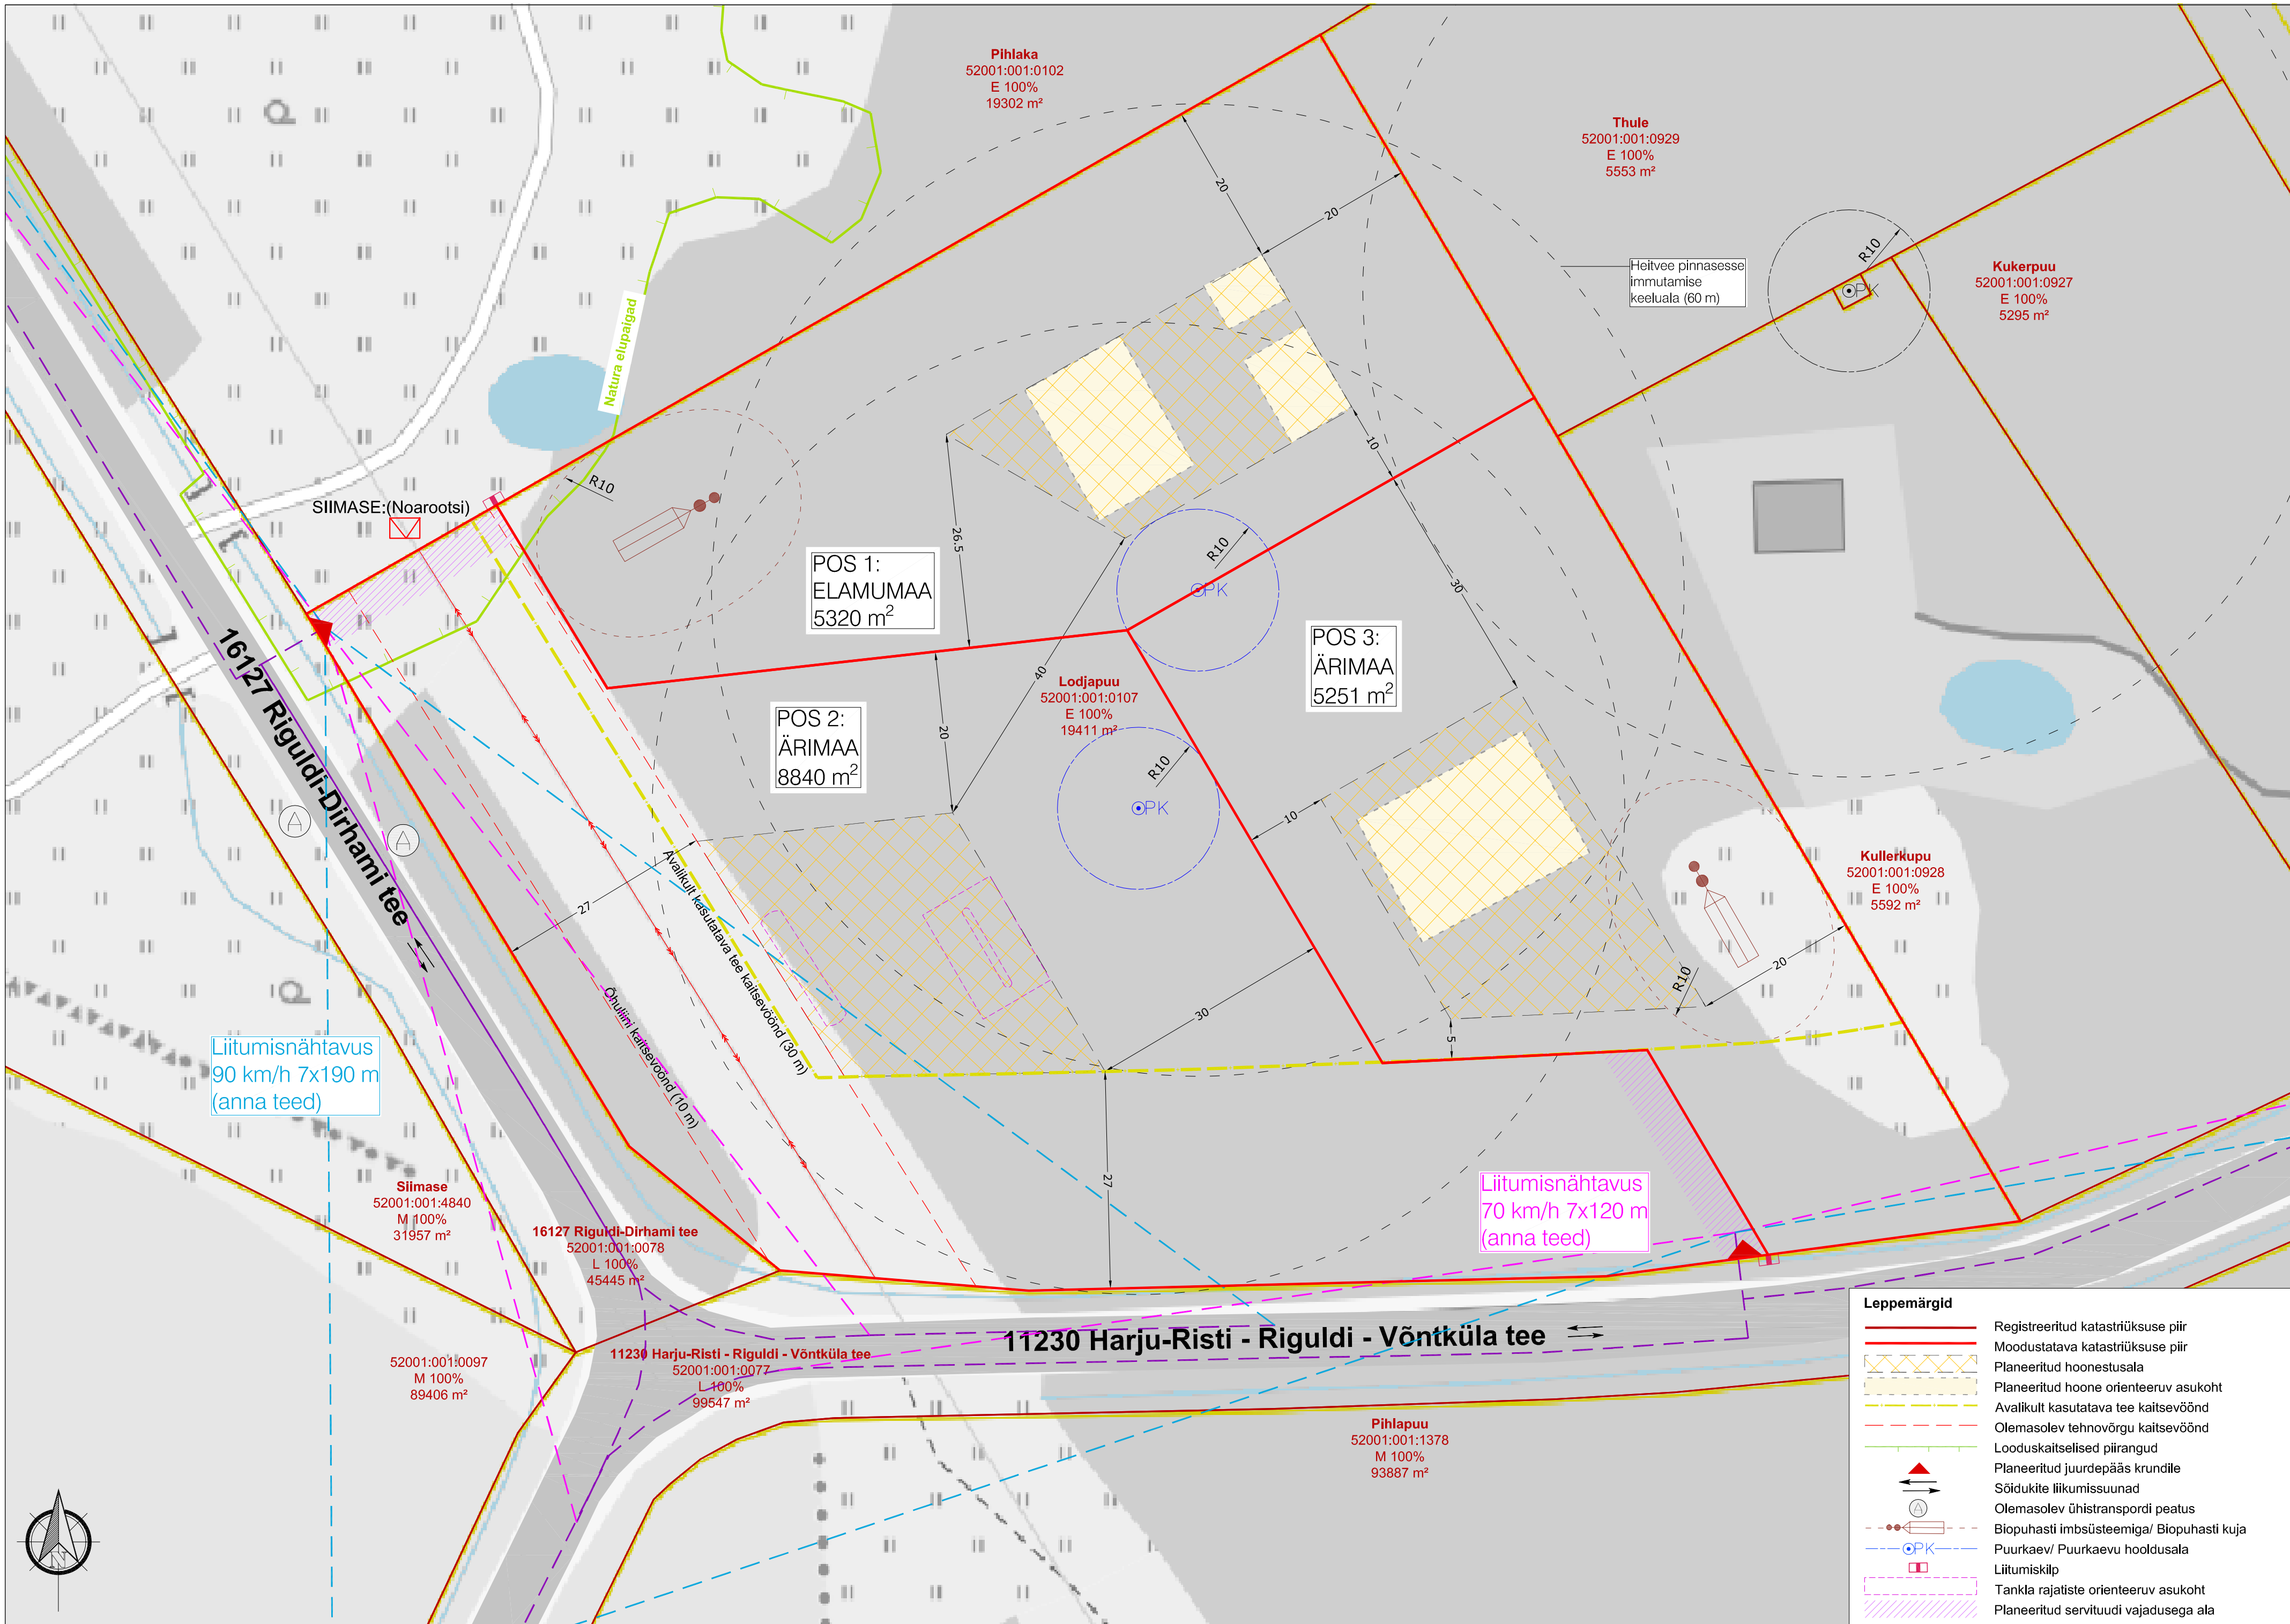 Pihlaka
52001:001:0102
E 100%
19302 m²
Thule
52001:001:0929
E 100%
5553 m²
Kukerpuu
52001:001:0927
E 100%
5295 m²
Heitvee pinnasesse
immutamise
keeluala (60 m)
R10
PK
20
20
Natura elupaigad
SIIMASE:(Noarootsi)
R10
10
26.5
R10
PK
30
40
POS 1:
ELAMUMAA
5320 m²
POS 3:
ÄRIMAA
5251 m²
Lodjapuu
52001:001:0107
E 100%
19411 m²
POS 2:
ÄRIMAA
8840 m²
20
R10
PK
10
16127 Riguldi-Dirhami tee
A
A
27
Avalikult kasutatava tee kaitsevöönd (30 m)
Õhuliini kaitsevöönd (10 m)
30
Kullerkupu
52001:001:0928
E 100%
5592 m²
20
R10
5
27
Liitumisnähtavus
90 km/h 7x190 m
(anna teed)
Liitumisnähtavus
70 km/h 7x120 m
(anna teed)
Siimase
52001:001:4840
M 100%
31957 m²
16127 Riguldi-Dirhami tee
52001:001:0078
L 100%
45445 m²
11230 Harju-Risti - Riguldi - Võntküla tee
11230 Harju-Risti - Riguldi - Võntküla tee
52001:001:0077
L 100%
99547 m²
52001:001:0097
M 100%
89406 m²
Pihlapuu
52001:001:1378
M 100%
93887 m²
N
Leppemärgid
Registreeritud katastriüksuse piir
Moodustatava katastriüksuse piir
Planeeritud hoonestusala
Planeeritud hoone orienteeruv asukoht
Avalikult kasutatava tee kaitsevöönd
Olemasolev tehnovõrgu kaitsevöönd
Looduskaitselised piirangud
Planeeritud juurdepääs krundile
Sõidukite liikumissuunad
A Olemasolev ühistranspordi peatus
Biopuhasti imbsüsteemiga/ Biopuhasti kuja
PK Puurkaev/ Puurkaevu hooldusala
Liitumiskilp
Tankla rajatiste orienteeruv asukoht
Planeeritud servituudi vajadusega ala